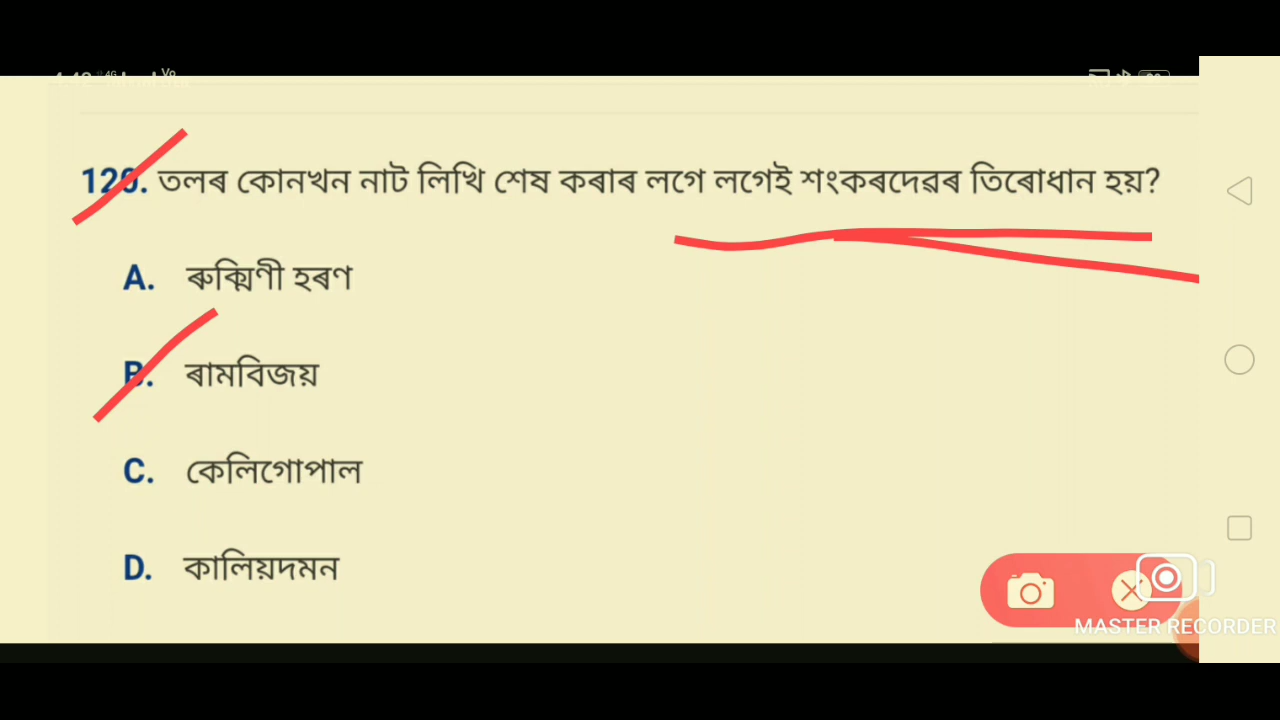 120. তলৰ কোনখন নাট লিখি শেষ কৰাৰ লগে লগেই শংকৰদেৱৰ তিৰোধান হয়?
A. ৰুক্মিণী হৰণ
B. ৰামবিজয়
C. কেলিগোপাল
D. কালিয়দমন
MASTER RECORDER